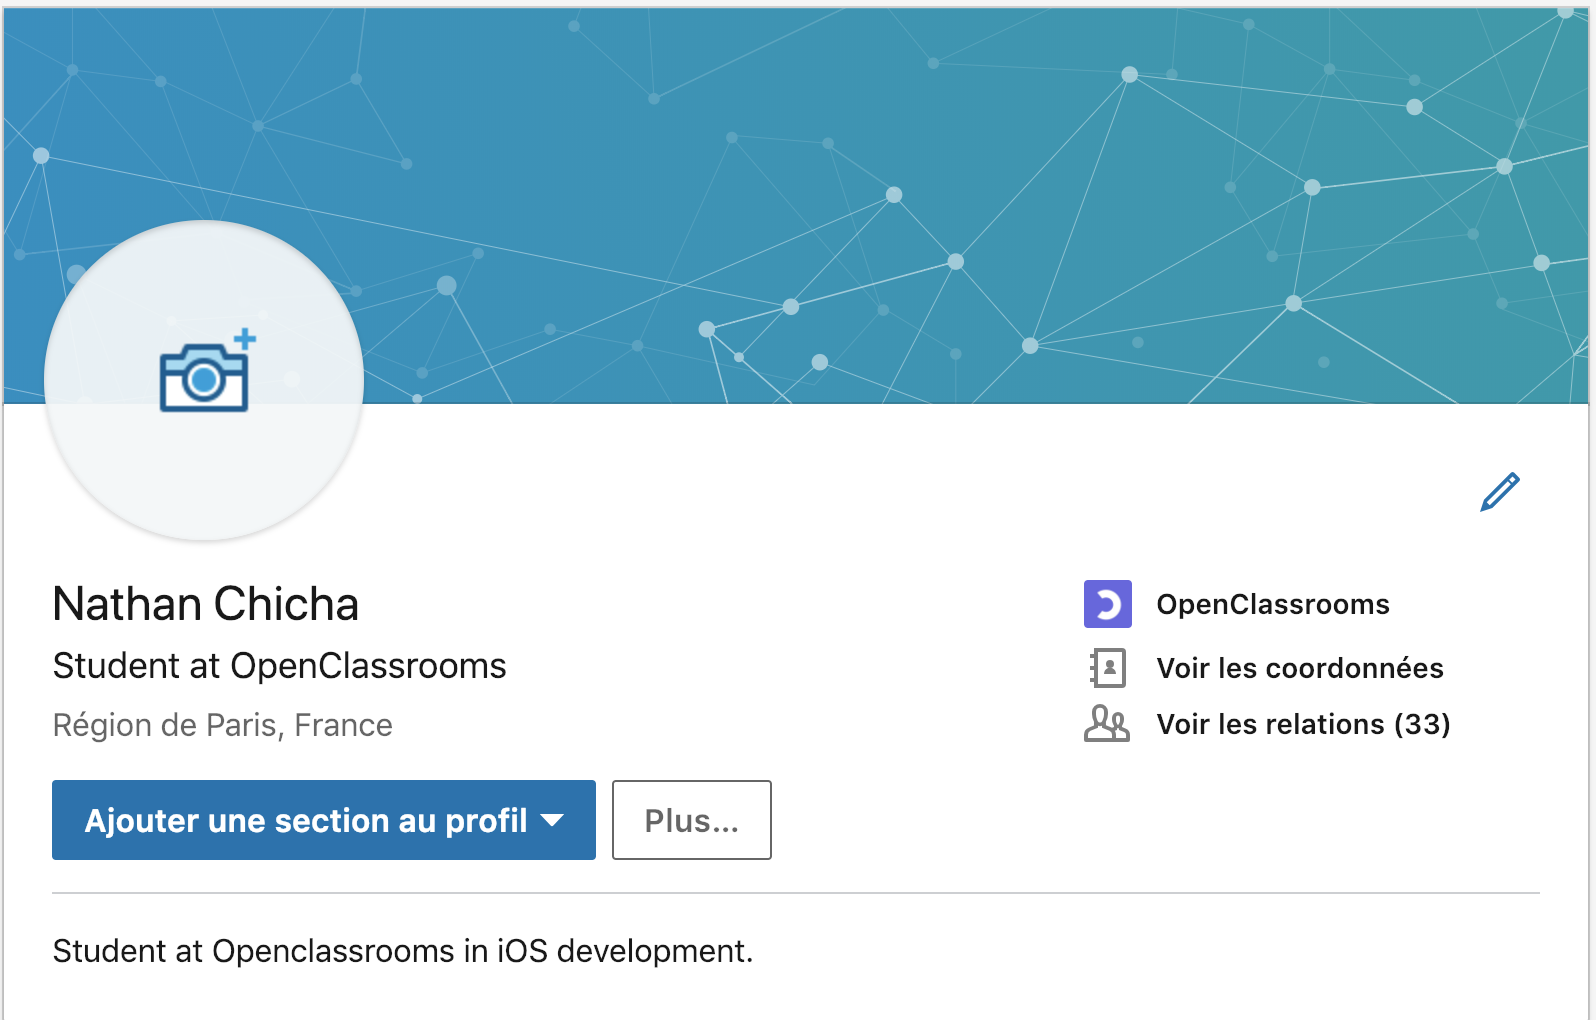 Nathan Chicha
Student at OpenClassrooms
Région de Paris, France
OpenClassrooms
Voir les coordonnées
Voir les relations (33)
Ajouter une section au profil
Plus...
Student at Openclassrooms in iOS development.